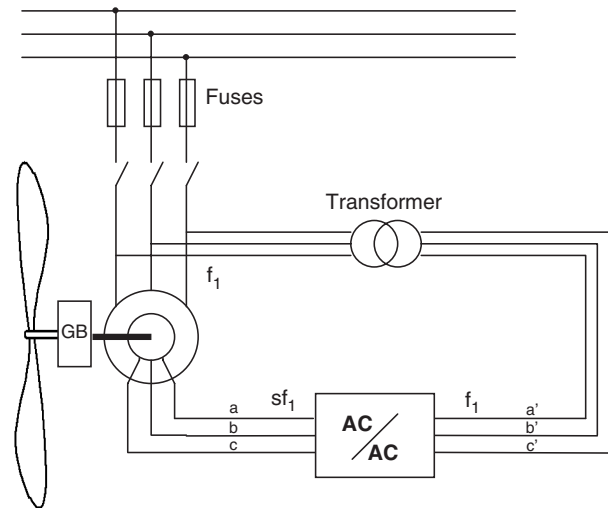 Fuses
Transformer
f1
GB
a sf1 f1 a'
b AC b'
c AC c'